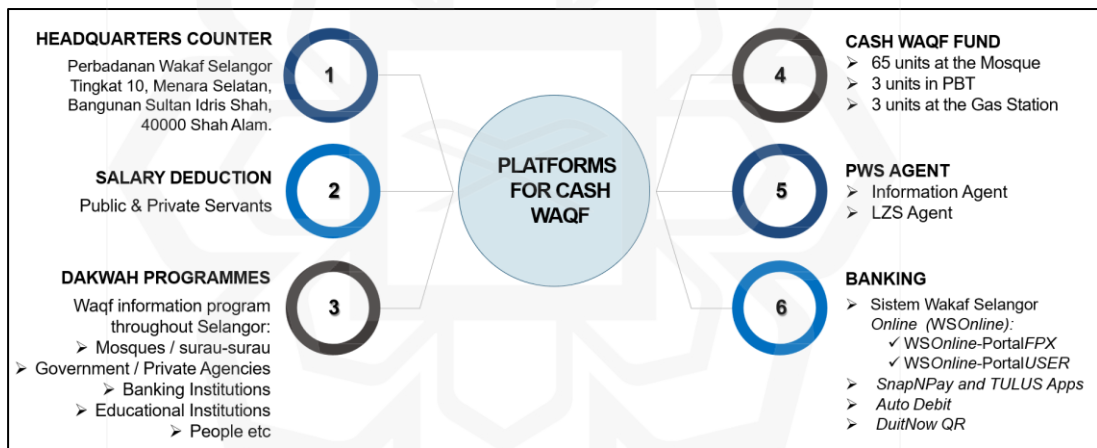 HEADQUARTERS COUNTER
Perbadanan Wakaf Selangor
Tingkat 10, Menara Selatan,
Bangunan Sultan Idris Shah,
40000 Shah Alam.
1
SALARY DEDUCTION
Public & Private Servants
2
DAKWAH PROGRAMMES
Waqf information program
throughout Selangor:
➢ Mosques / surau-surau
➢ Government / Private Agencies
➢ Banking Institutions
➢ Educational Institutions
➢ People etc
3
PLATFORMS
FOR CASH
WAQF
4
CASH WAQF FUND
➢ 65 units at the Mosque
➢ 3 units in PBT
➢ 3 units at the Gas Station
5
PWS AGENT
➢ Information Agent
➢ LZS Agent
6
BANKING
➢ Sistem Wakaf Selangor
Online (WSOnline):
✓ WSOnline-PortalFPX
✓ WSOnline-PortalUSER
➢ SnapNPay and TULUS Apps
➢ Auto Debit
➢ DuitNow QR